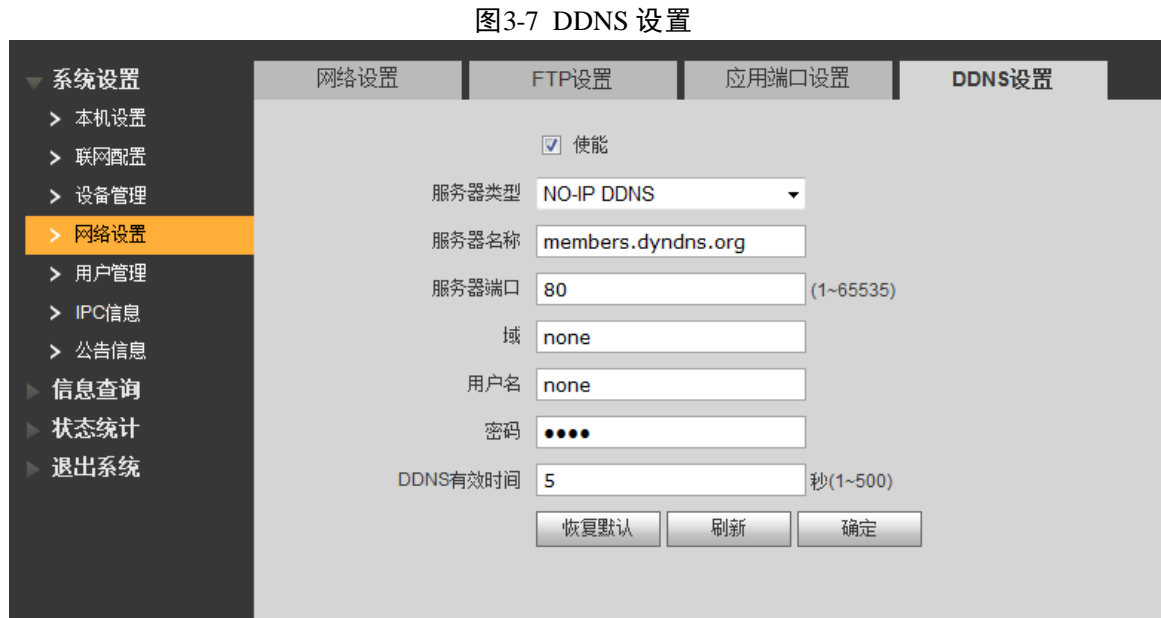 图3-7 DDNS 设置
系统设置
本机设置
联网配置
设备管理
网络设置
用户管理
IPC信息
公告信息
信息查询
状态统计
退出系统
网络设置 FTP设置 应用端口设置 DDNS设置
使能
服务器类型 NO-IP DDNS
服务器名称 members.dyndns.org
服务器端口 80 (1~65535)
域 none
用户名 none
密码 ●●●●
DDNS有效时间 5 秒(1~500)
恢复默认 刷新 确定